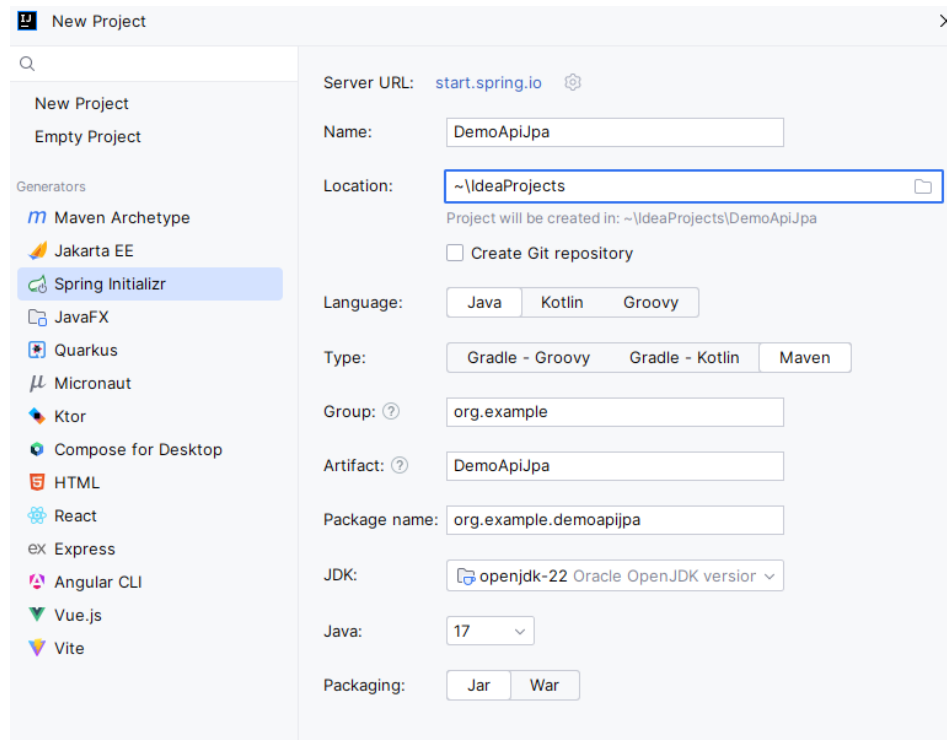 New Project
New Project
Empty Project
Generators
Maven Archetype
Jakarta EE
Spring Initializr
JavaFX
Quarkus
Micronaut
Ktor
Compose for Desktop
HTML
React
Express
Angular CLI
Vue.js
Vite
Server URL: start.spring.io
Name: DemoApiJpa
Location: ~\IdeaProjects
Project will be created in: ~\IdeaProjects\DemoApiJpa
Create Git repository
Language: Java Kotlin Groovy
Type: Gradle - Groovy Gradle - Kotlin Maven
Group: ? org.example
Artifact: ? DemoApiJpa
Package name: org.example.demoapijpa
JDK: openjdk-22 Oracle OpenJDK version
Java: 17
Packaging: Jar War